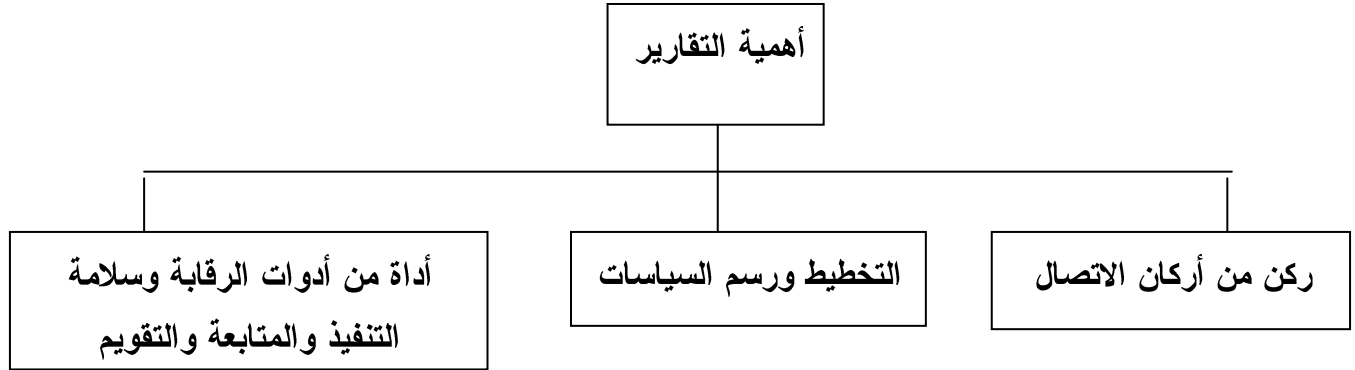 أهمية التقارير
ركن من أركان الاتصال
التخطيط ورسم السياسات
أداة من أدوات الرقابة وسلامة
التنفيذ والمتابعة والتقويم